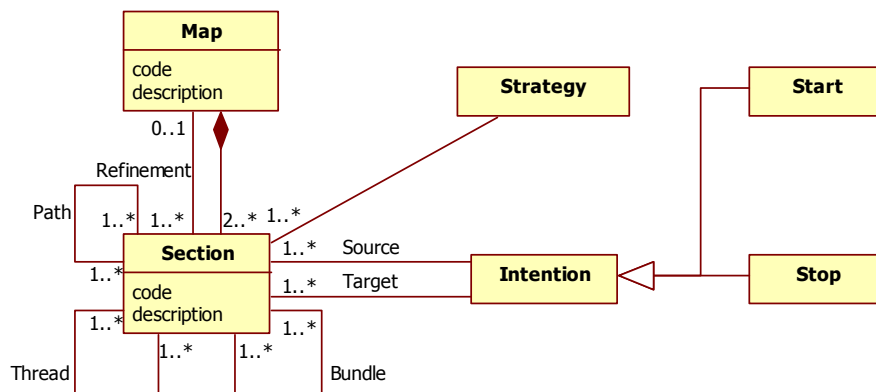 Map
code
description
Strategy
Start
0..1
Refinement
Path
1..*
1..*
2..*
1..*
Section
1..*
Source
1..*
Intention
Stop
code
description
1..*
Target
1..*
1..*
1..*
1..*
Thread
Bundle